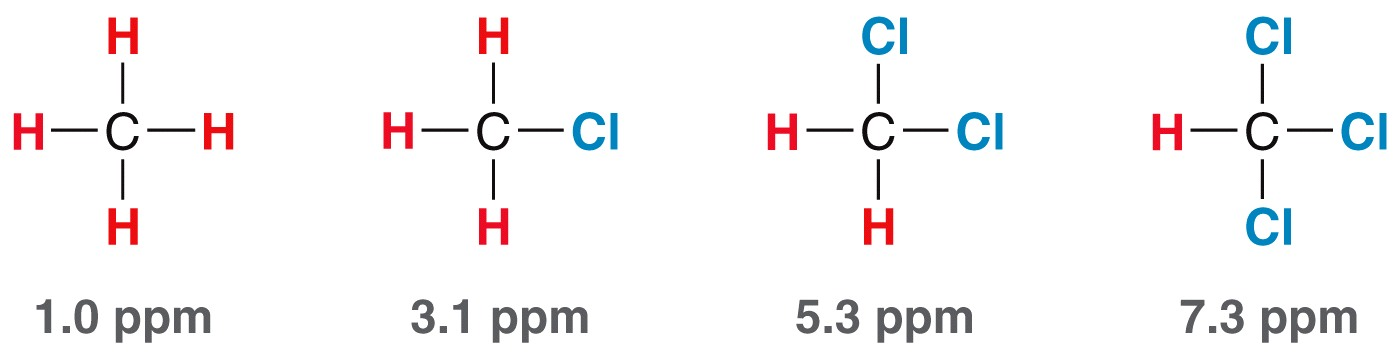 H H Cl Cl
H C H H C Cl H C Cl H C Cl
H H H Cl
1.0 ppm 3.1 ppm 5.3 ppm 7.3 ppm